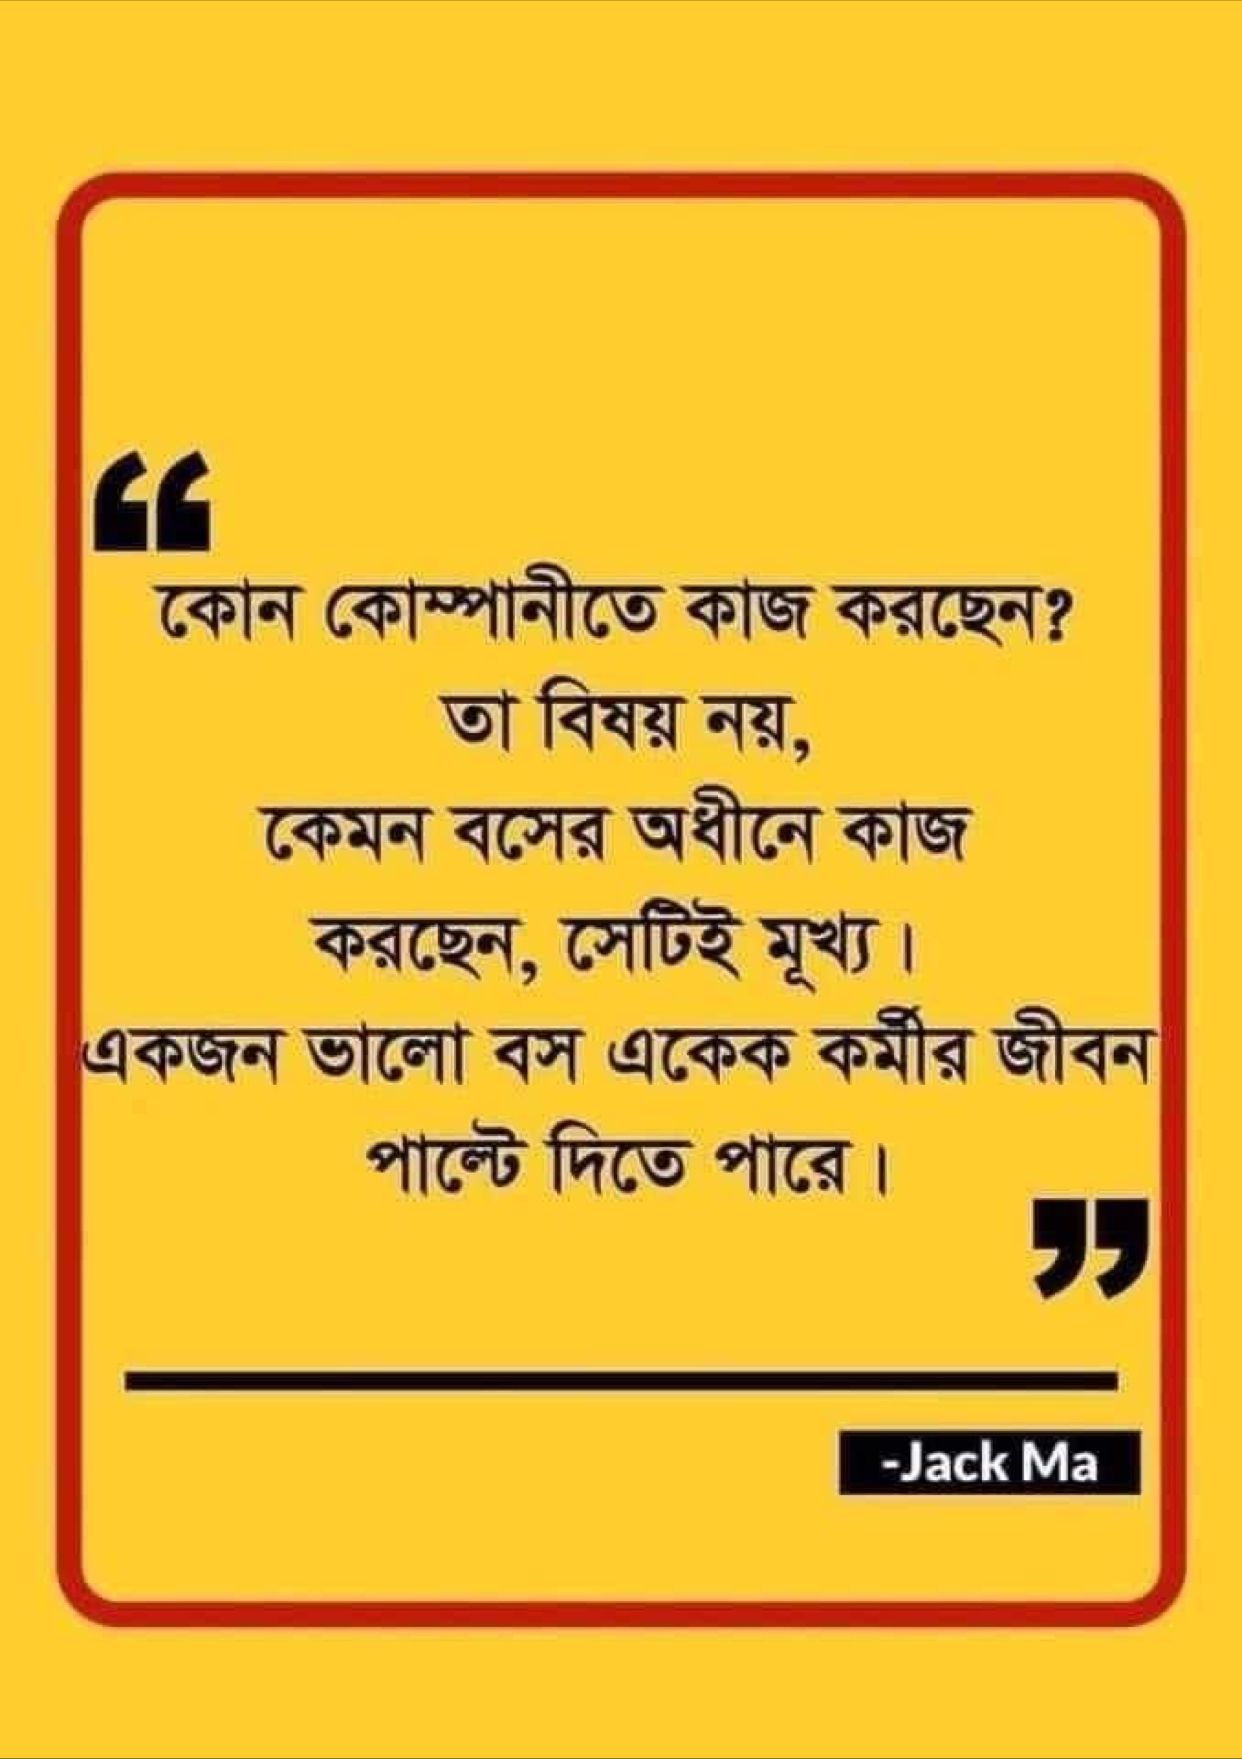 “
কোন কোম্পানীতে কাজ করছেন?
তা বিষয় নয়,
কেমন বসের অধীনে কাজ
করছেন, সেটিই মূখ্য।
একজন ভালো বস একেক কর্মীর জীবন
পাল্টে দিতে পারে।
”
-Jack Ma